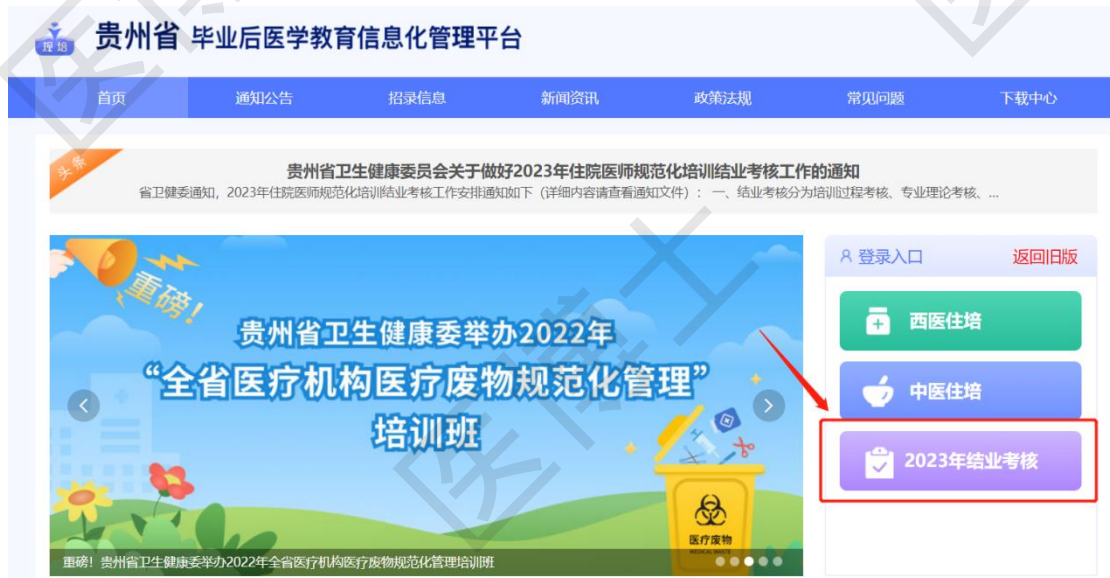 理培
贵州省 毕业后医学教育信息化管理平台
首页 通知公告 招录信息 新闻资讯 政策法规 常见问题 下载中心
头条
贵州省卫生健康委员会关于做好2023年住院医师规范化培训结业考核工作的通知
省卫健委通知，2023年住院医师规范化培训结业考核工作安排通知如下（详细内容请查看通知文件）：一、结业考核分为培训过程考核、专业理论考核、...
重磅！
贵州省卫生健康委举办2022年
“全省医疗机构医疗废物规范化管理”
培训班
医疗废物
MEDICAL WASTE
重磅！贵州省卫生健康委举办2022年全省医疗机构医疗废物规范化管理培训班
登录入口 返回旧版
西医住培
中医住培
2023年结业考核
医博士